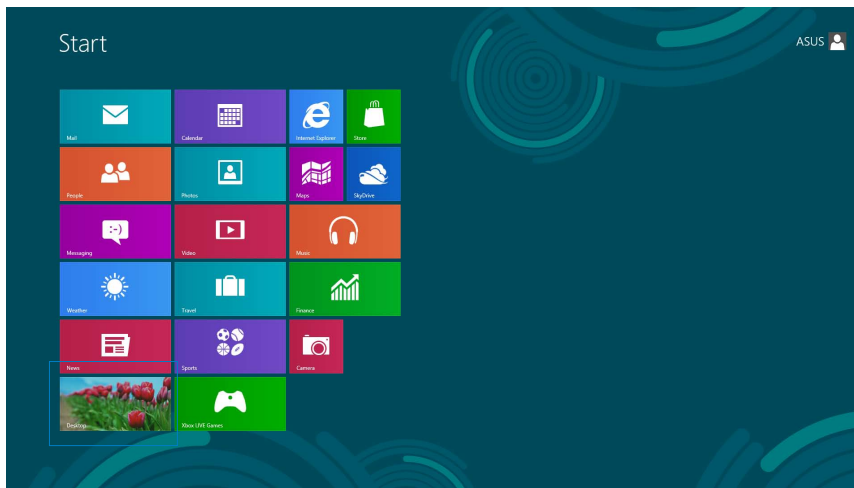 Start
ASUS
Mail
Calendar
Internet Explorer
Store
People
Photos
Maps
SkyDrive
Messaging
:-)
Video
Music
Weather
Travel
Finance
News
Sports
Camera
Desktop
Xbox LIVE Games